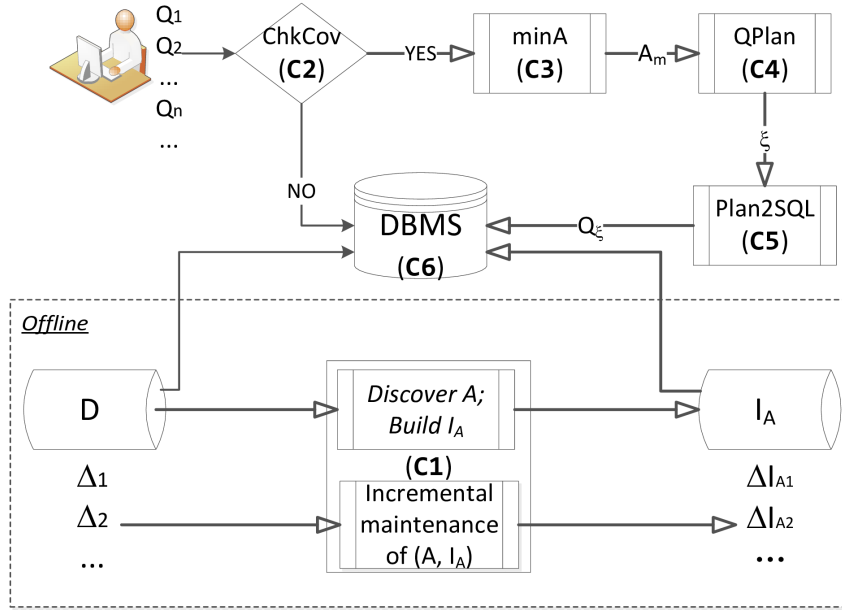 Q1
Q2
...
Qn
...
ChkCov
(C2)
YES
minA
(C3)
Am
QPlan
(C4)
ξ
NO
Plan2SQL
(C5)
Qξ
DBMS
(C6)
Offline
D
Discover A;
Build IA
(C1)
IA
Δ1
Δ2
...
Incremental
maintenance
of (A, IA)
ΔIA1
ΔIA2
...